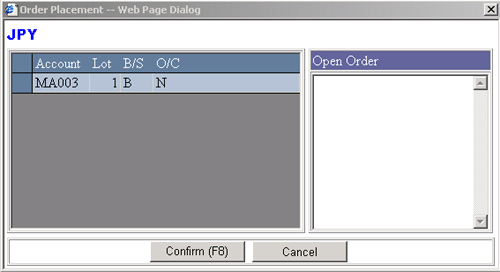 Order Placement -- Web Page Dialog
JPY
Account Lot B/S O/C
MA003 1 B N
Open Order
Confirm (F8) Cancel